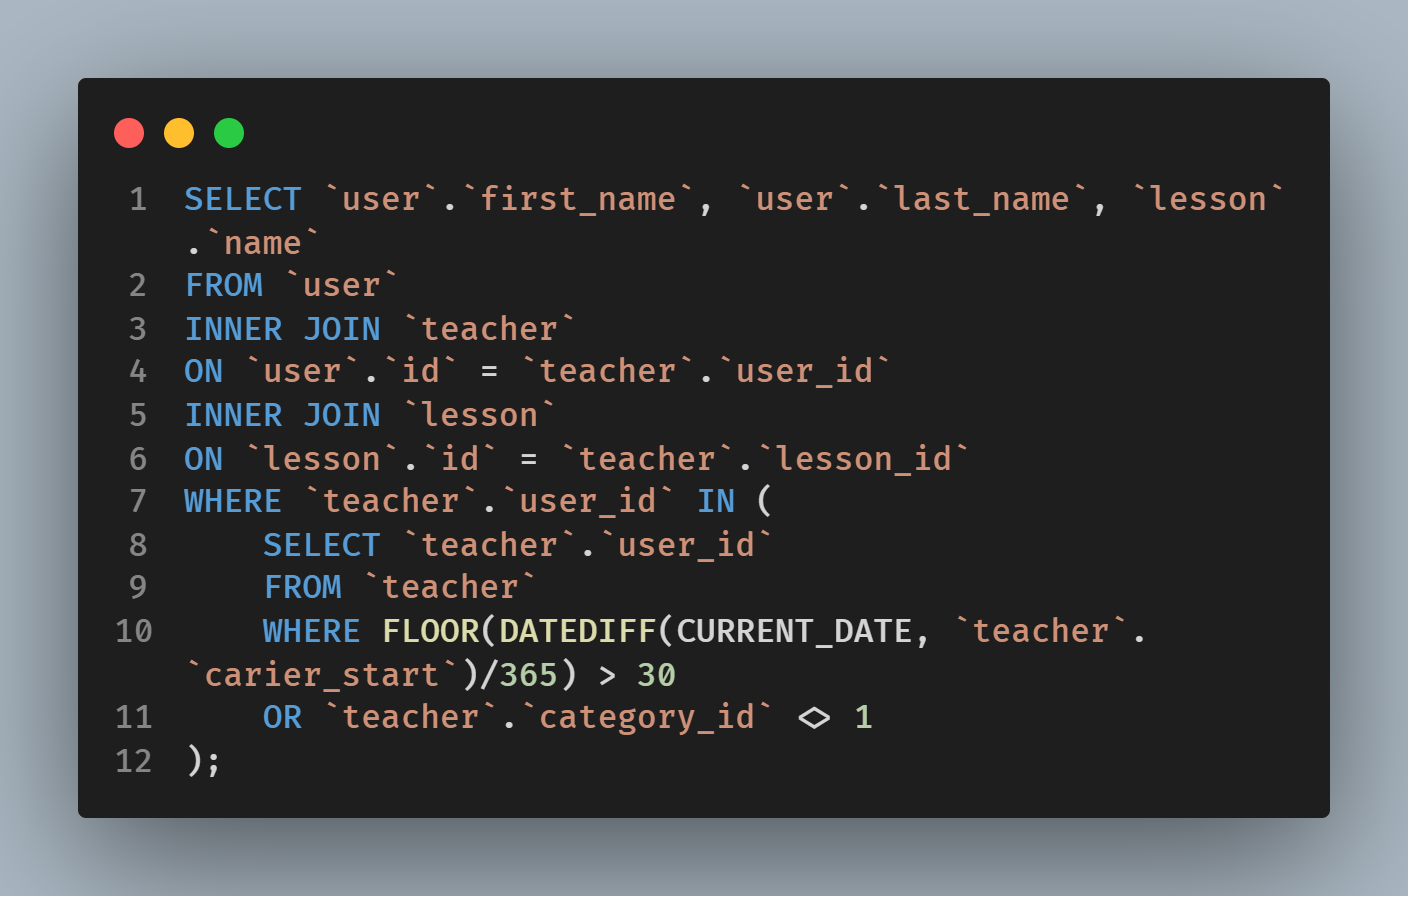 1 SELECT `user`.`first_name`, `user`.`last_name`, `lesson`
.`name`
2 FROM `user`
3 INNER JOIN `teacher`
4 ON `user`.`id` = `teacher`.`user_id`
5 INNER JOIN `lesson`
6 ON `lesson`.`id` = `teacher`.`lesson_id`
7 WHERE `teacher`.`user_id` IN (
8     SELECT `teacher`.`user_id`
9     FROM `teacher`
10     WHERE FLOOR(DATEDIFF(CURRENT_DATE, `teacher`.
`carier_start`)/365) > 30
11     OR `teacher`.`category_id` <> 1
12 );